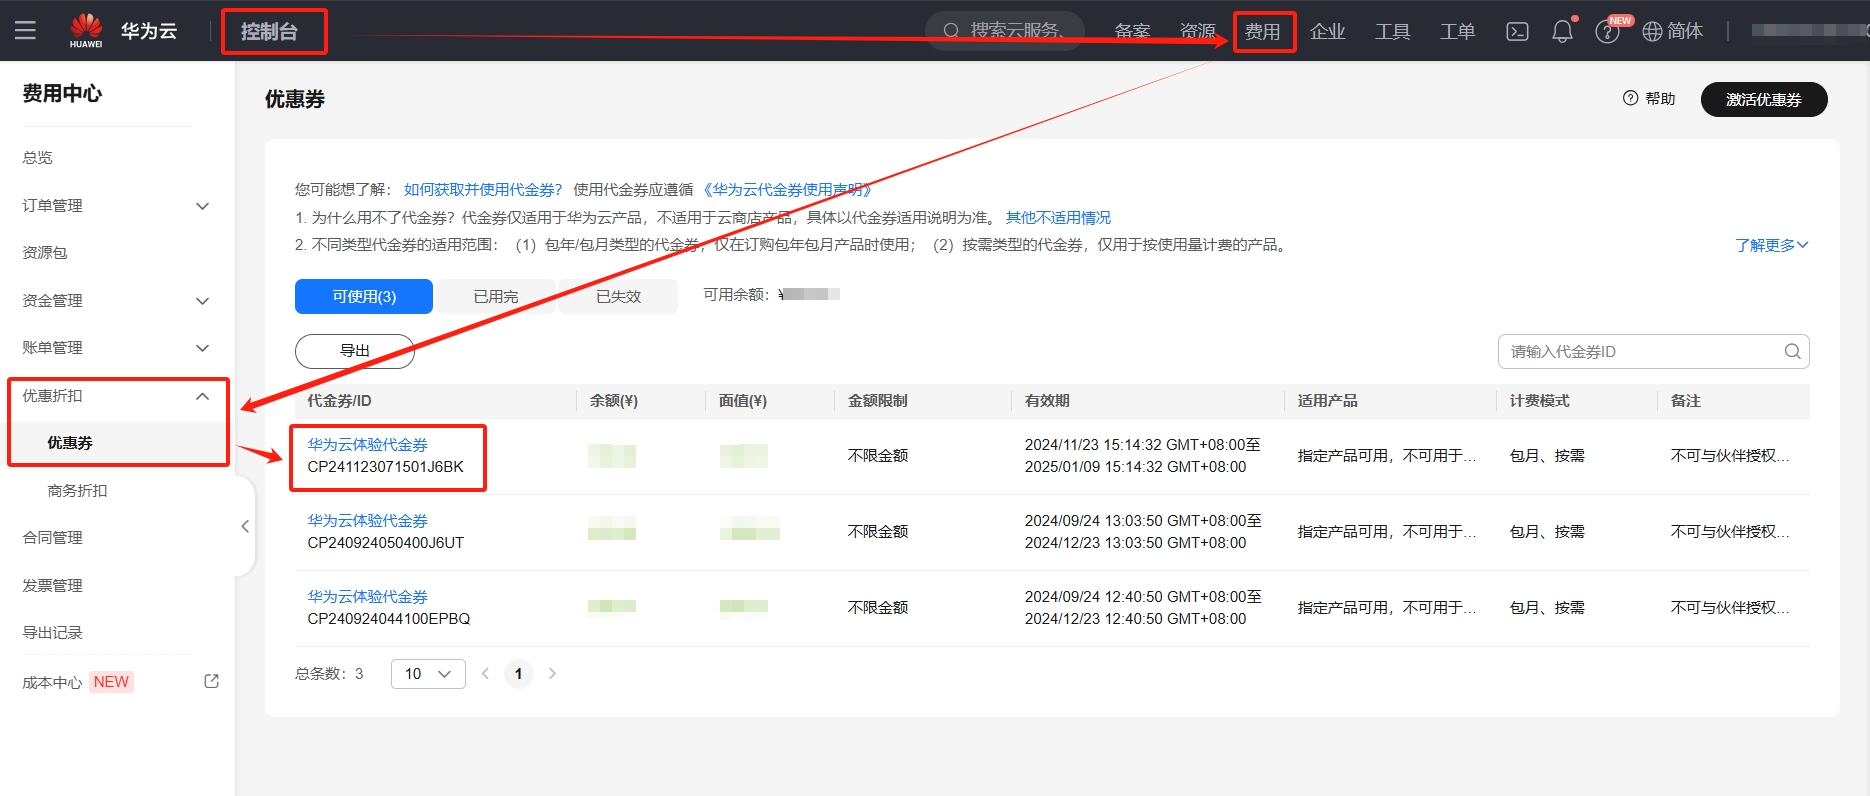 HUAWEI
华为云
控制台
搜索云服务、
备案
资源
费用
企业
工具
工单
NEW
简体
费用中心
总览
订单管理
资源包
资金管理
账单管理
优惠折扣
优惠券
商务折扣
合同管理
发票管理
导出记录
成本中心 NEW
优惠券
帮助
激活优惠券
您可能想了解： 如何获取并使用代金券？ 使用代金券应遵循 《华为云代金券使用声明》
1. 为什么用不了代金券？代金券仅适用于华为云产品，不适用于云商店产品，具体以代金券适用说明为准。 其他不适用情况
2. 不同类型代金券的适用范围：（1）包年/包月类型的代金券，仅在订购包年包月产品时使用；（2）按需类型的代金券，仅用于按使用量计费的产品。
了解更多
可使用(3)
已用完
已失效
可用余额：¥
导出
请输入代金券ID
代金券/ID 余额(¥) 面值(¥) 金额限制 有效期 适用产品 计费模式 备注
华为云体验代金券
CP241123071501J6BK
不限金额
2024/11/23 15:14:32 GMT+08:00至
2025/01/09 15:14:32 GMT+08:00
指定产品可用，不可用于...
包月、按需
不可与伙伴授权...
华为云体验代金券
CP240924050400J6UT
不限金额
2024/09/24 13:03:50 GMT+08:00至
2024/12/23 13:03:50 GMT+08:00
指定产品可用，不可用于...
包月、按需
不可与伙伴授权...
华为云体验代金券
CP240924044100EPBQ
不限金额
2024/09/24 12:40:50 GMT+08:00至
2024/12/23 12:40:50 GMT+08:00
指定产品可用，不可用于...
包月、按需
不可与伙伴授权...
总条数：3
10
1